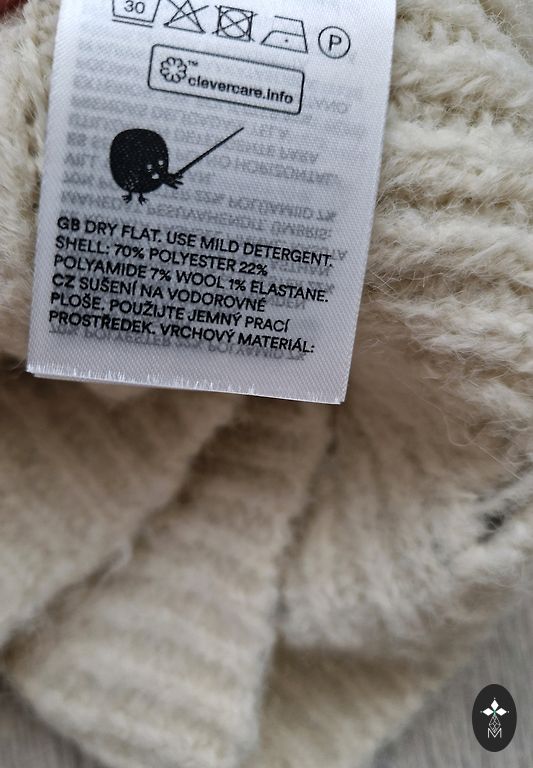 30
P
™
clevercare.info
GB DRY FLAT. USE MILD DETERGENT.
SHELL: 70% POLYESTER 22%
POLYAMIDE 7% WOOL 1% ELASTANE.
CZ SUŠENÍ NA VODOROVNÉ
PLOŠE, POUŽIJTE JEMNÝ PRACÍ
PROSTŘEDEK. VRCHOVÝ MATERIÁL:
M